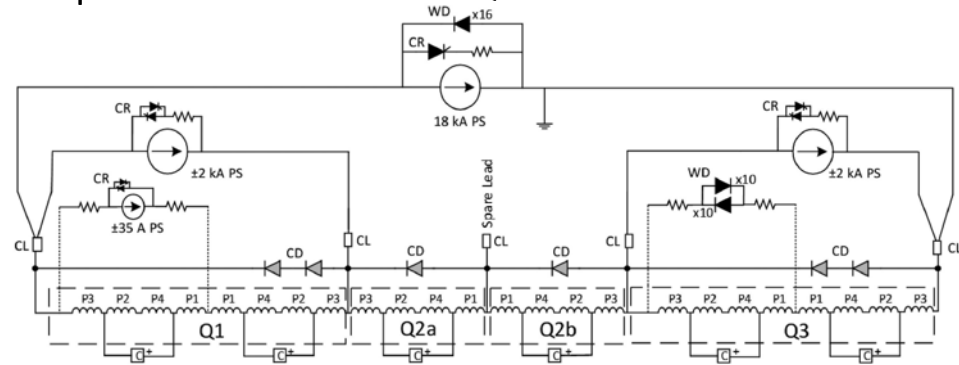 WD x16
CR
18 kA PS
CR
±2 kA PS
CR
±2 kA PS
CR
±35 A PS
Spare Lead
WD x10
x10
CL
CL
CL
CL
CL
CD
CD
CD
CD
P3 P2 P4 P1 P1 P4 P2 P3 P3 P2 P4 P1 P1 P4 P2 P3 P3 P2 P4 P1 P1 P4 P2 P3
Q1 Q2a Q2b Q3
C+ C+ C+ C+ C+ C+